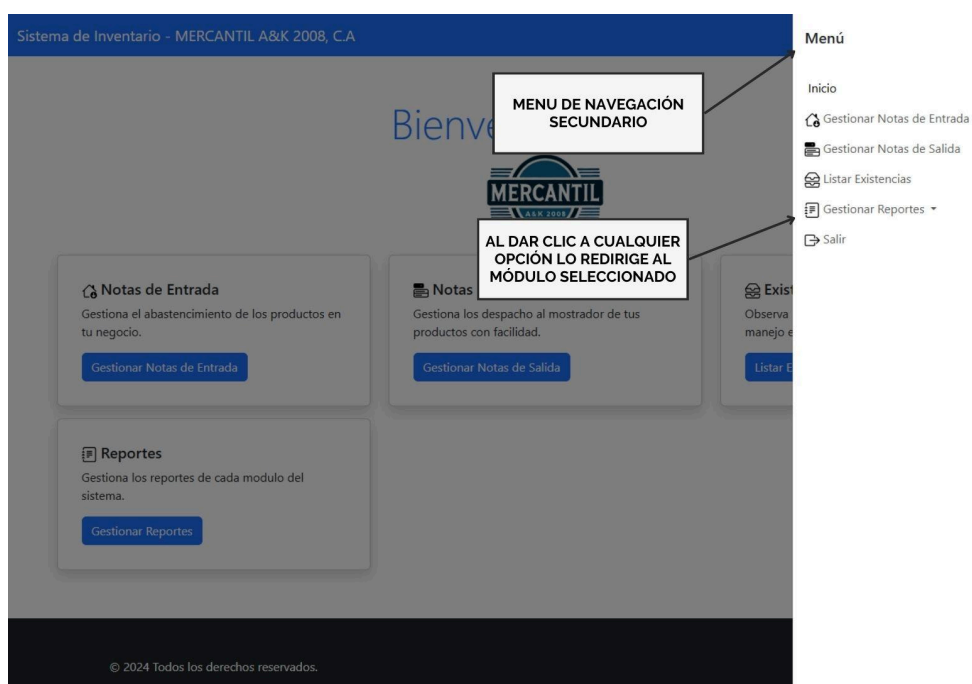 Sistema de Inventario - MERCANTIL A&K 2008, C.A
Menú
Inicio
Gestionar Notas de Entrada
Gestionar Notas de Salida
Listar Existencias
Gestionar Reportes
Salir
MENU DE NAVEGACIÓN
SECUNDARIO
MERCANTIL
A&K 2008
AL DAR CLIC A CUALQUIER
OPCIÓN LO REDIRIGE AL
MÓDULO SELECCIONADO
Notas de Entrada
Gestiona el abastecimiento de los productos en
tu negocio.
Gestionar Notas de Entrada
Notas
Gestiona los despacho al mostrador de tus
productos con facilidad.
Gestionar Notas de Salida
Observa
manejo
Listar
Reportes
Gestiona los reportes de cada modulo del
sistema.
Gestionar Reportes
© 2024 Todos los derechos reservados.